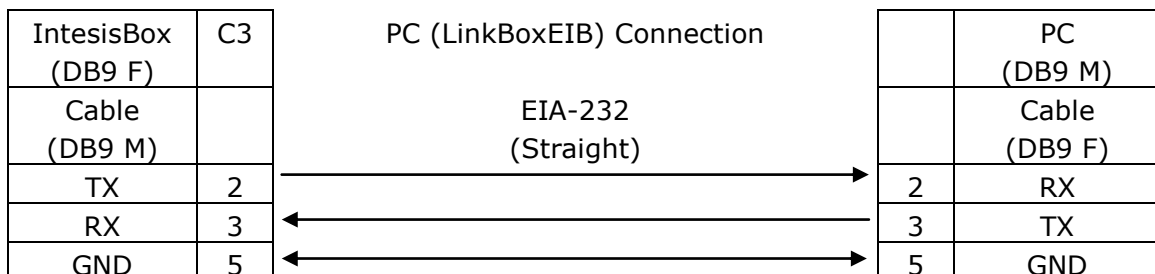 IntesisBox C3 PC (LinkBoxEIB) Connection PC
(DB9 F) (DB9 M)
Cable EIA-232 Cable
(DB9 M) (Straight) (DB9 F)
TX 2 2 RX
RX 3 3 TX
GND 5 5 GND